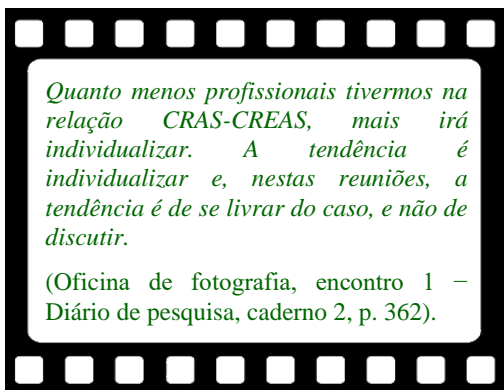 Quanto menos profissionais tivermos na
relação CRAS-CREAS, mais irá
individualizar. A tendência é
individualizar e, nestas reuniões, a
tendência é de se livrar do caso, e não de
discutir.
(Oficina de fotografia, encontro 1 −
Diário de pesquisa, caderno 2, p. 362).